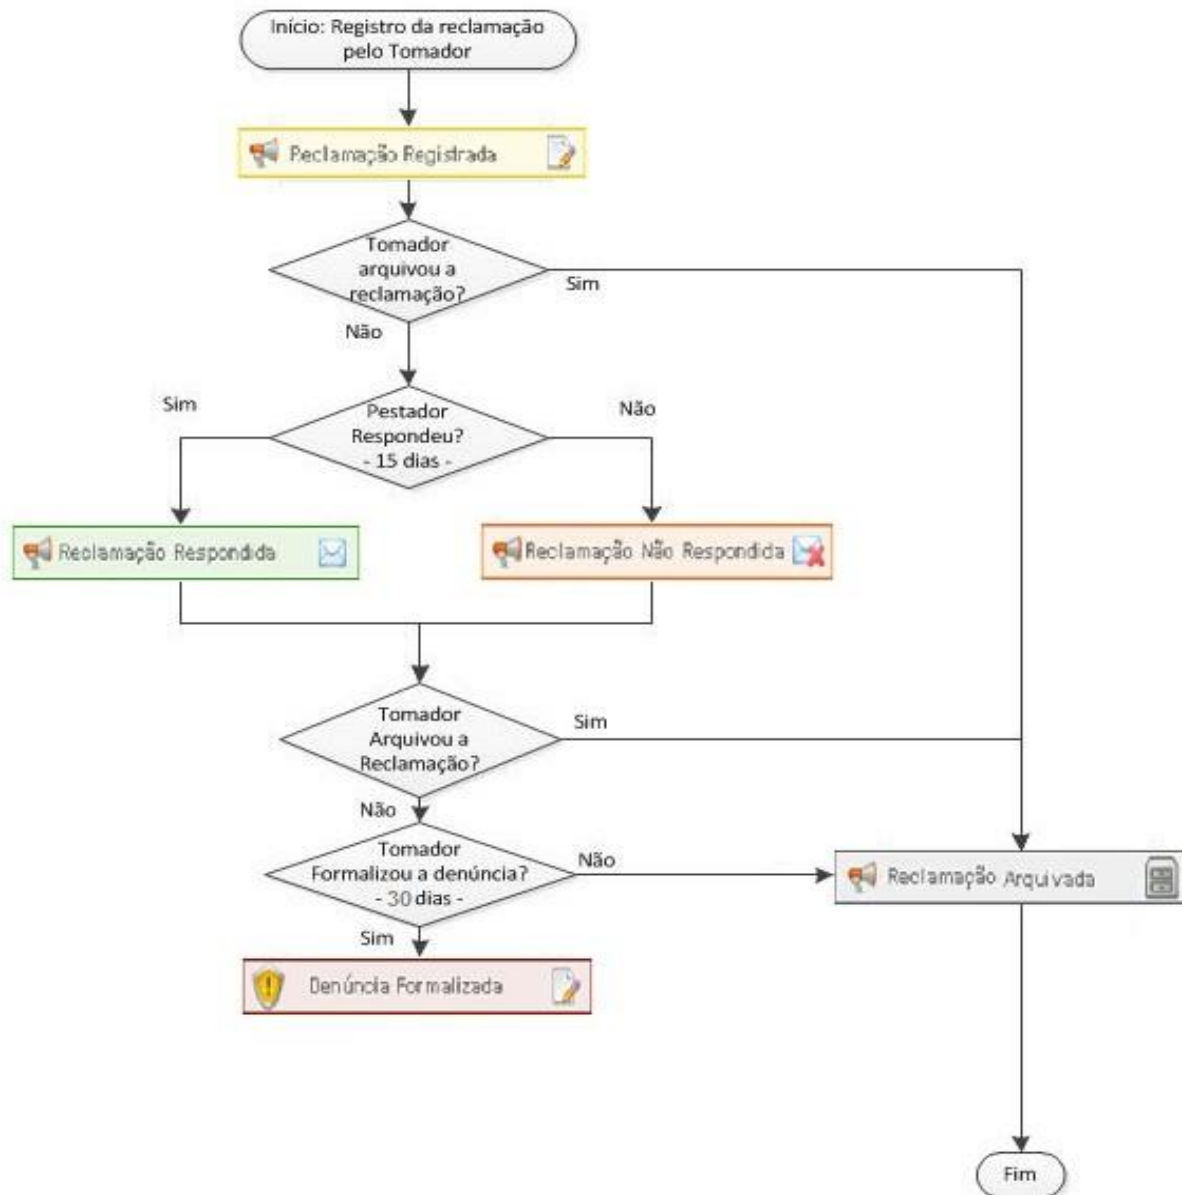 Início: Registro da reclamação
pelo Tomador
Reclamação Registrada
Tomador
arquivou a
reclamação?
Sim
Não
Sim
Pestador
Respondeu?
- 15 dias -
Não
Reclamação Respondida
Reclamação Não Respondida
Tomador
Arquivou a
Reclamação?
Sim
Não
Tomador
Formalizou a denúncia?
- 30 dias -
Não
Reclamação Arquivada
Sim
Denúncia Formalizada
Fim